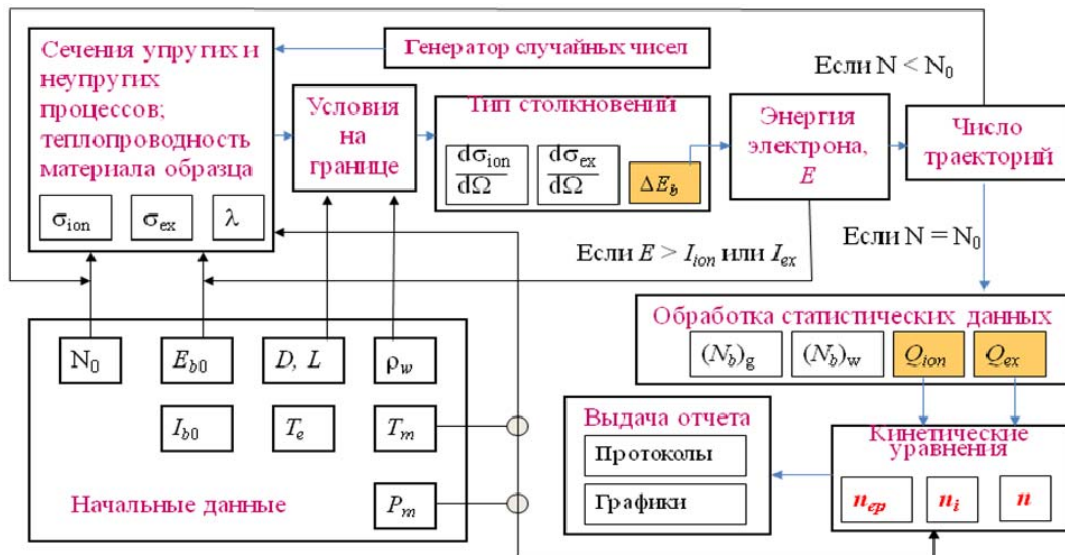 Сечения упругих и
неупругих
процессов;
теплопроводность
материала образца
σion
σex
λ
Генератор случайных чисел
Условия
на
границе
Тип столкновений
dσion
dΩ
dσex
dΩ
ΔEb
Энергия
электрона,
E
Если N < N0
Число
траекторий
Если E > Iion или Iex
Если N = N0
N0
Eb0
D, L
ρw
Ib0
Te
Tm
Начальные данные
Pm
Обработка статистических данных
(Nb)g
(Nb)w
Qion
Qex
Выдача отчета
Протоколы
Графики
Кинетические
уравнения
nep
ni
n